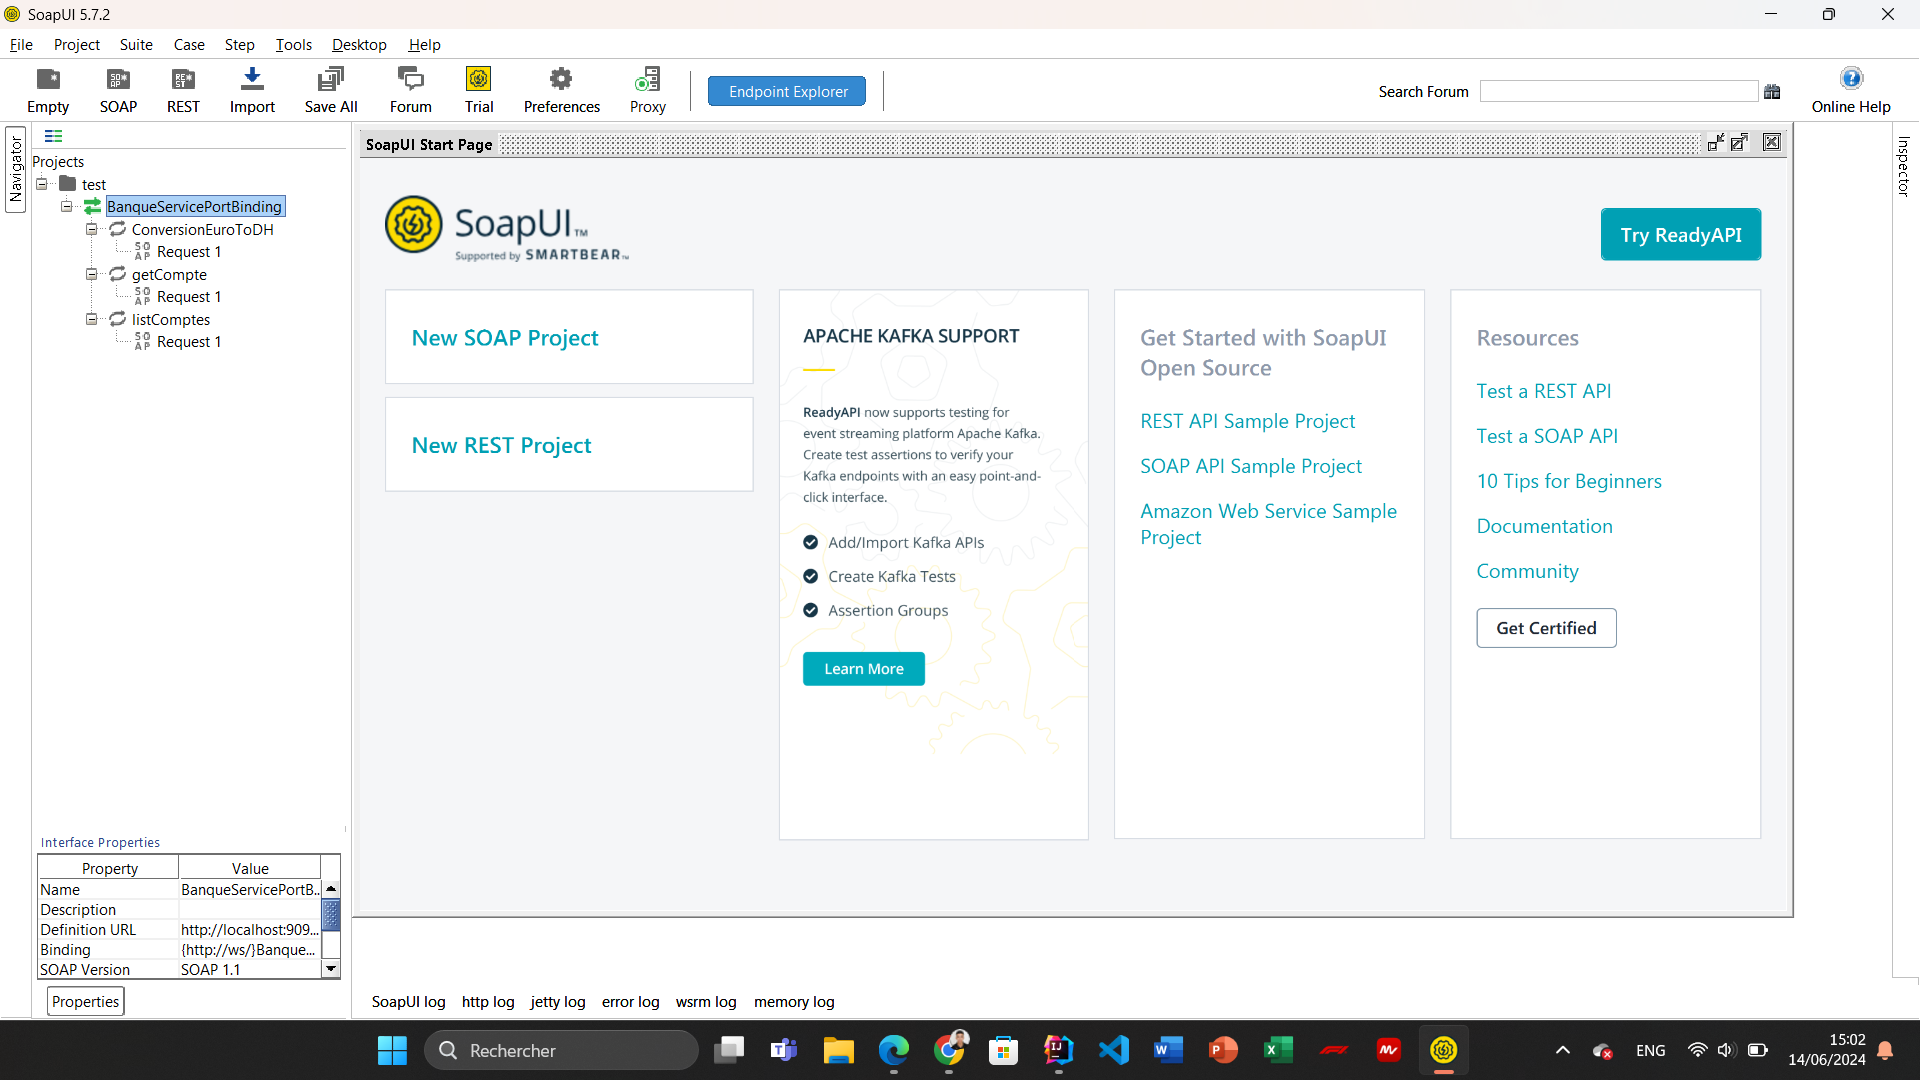 SoapUI 5.7.2
File Project Suite Case Step Tools Desktop Help
Empty SOAP REST Import Save All Forum Trial Preferences Proxy Endpoint Explorer Search Forum Online Help
Navigator
Inspector
Projects
test
BanqueServicePortBinding
ConversionEuroToDH
Request 1
getCompte
Request 1
listComptes
Request 1
Interface Properties
Property Value
Name BanqueServicePortB...
Description
Definition URL http://localhost:909...
Binding {http://ws/}Banque...
SOAP Version SOAP 1.1
Properties
SoapUI Start Page
SoapUI™
Supported by SMARTBEAR™
Try ReadyAPI
New SOAP Project
New REST Project
APACHE KAFKA SUPPORT
ReadyAPI now supports testing for
event streaming platform Apache Kafka.
Create test assertions to verify your
Kafka endpoints with an easy point-and-
click interface.
Add/Import Kafka APIs
Create Kafka Tests
Assertion Groups
Learn More
Get Started with SoapUI
Open Source
REST API Sample Project
SOAP API Sample Project
Amazon Web Service Sample
Project
Resources
Test a REST API
Test a SOAP API
10 Tips for Beginners
Documentation
Community
Get Certified
SoapUI log http log jetty log error log wsrm log memory log
Rechercher
ENG
15:02
14/06/2024